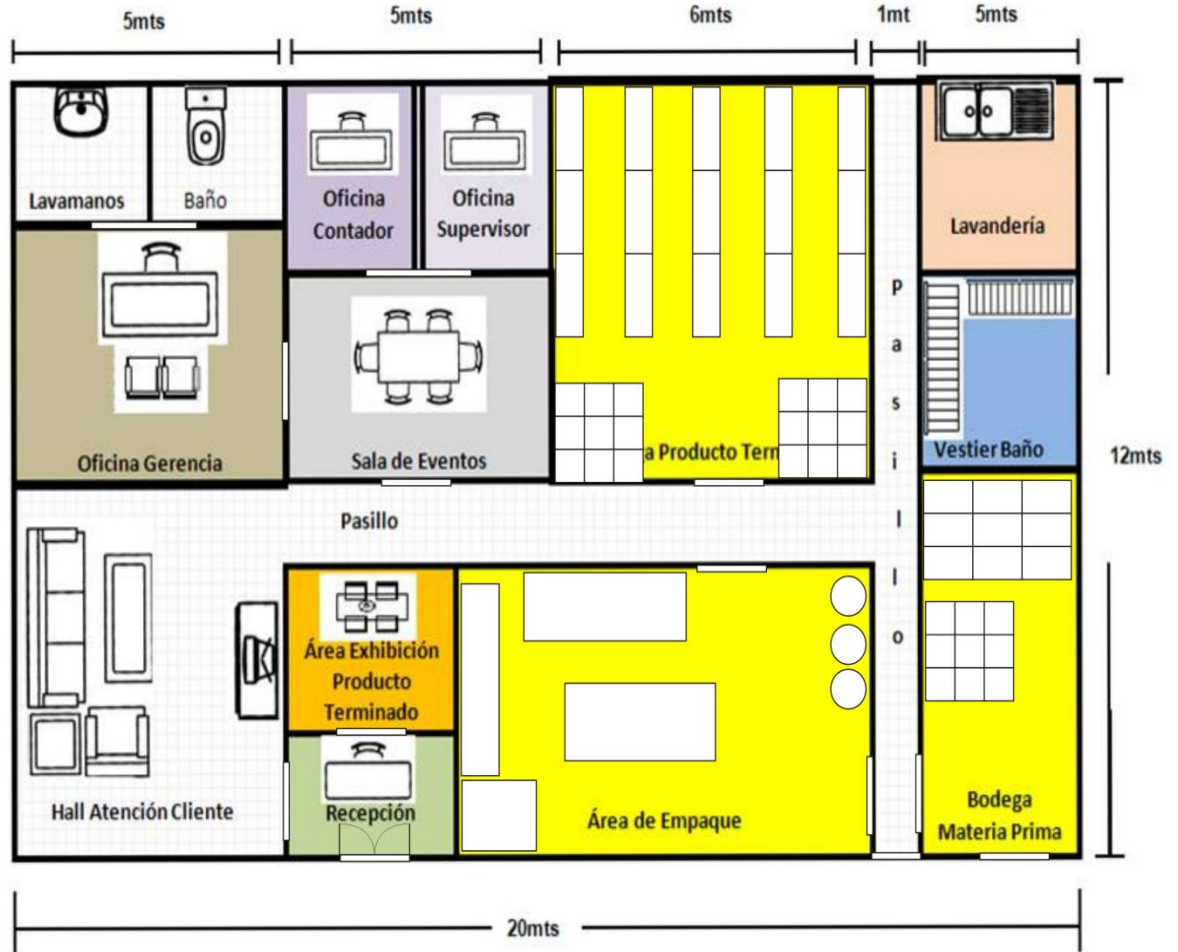 5mts
5mts
6mts
1mt
5mts
Lavamanos
Baño
Oficina
Contador
Oficina
Supervisor
Lavandería
Oficina Gerencia
Sala de Eventos
a Producto Term
Vestier Baño
12mts
Pasillo
P
a
s
i
l
l
o
Área Exhibición
Producto
Terminado
Hall Atención Cliente
Recepción
Área de Empaque
Bodega
Materia Prima
20mts